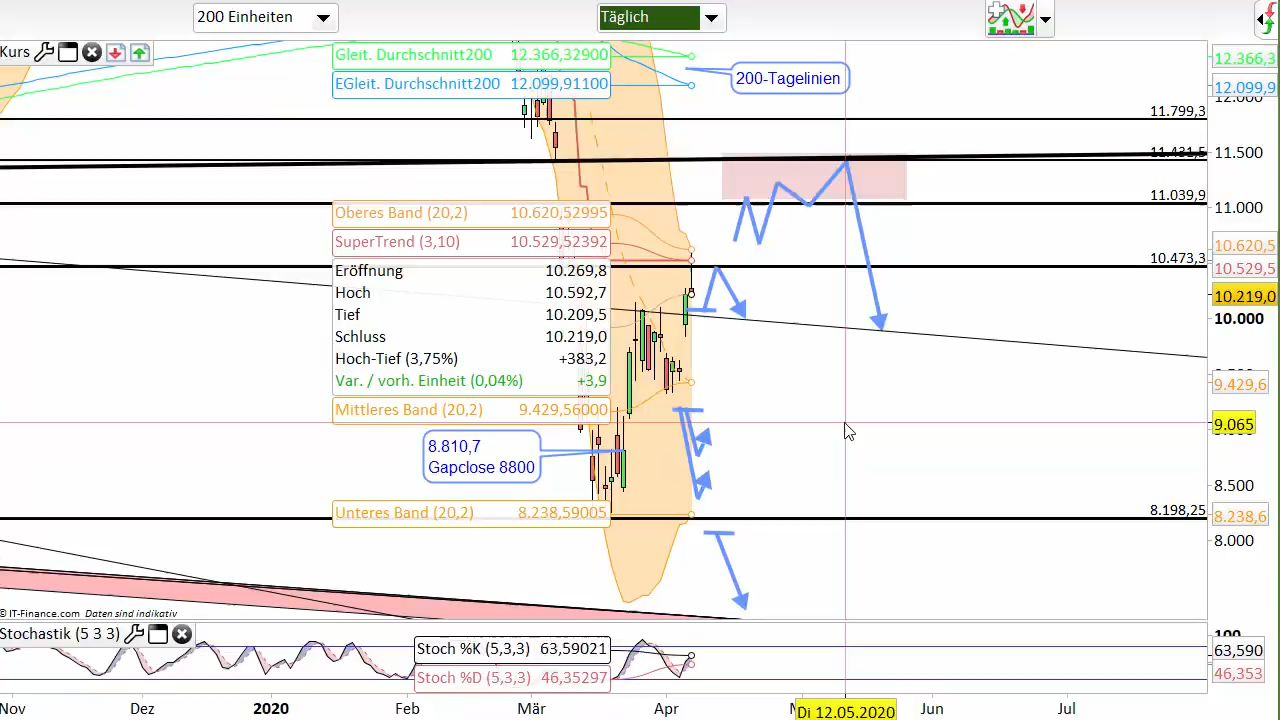 200 Einheiten
Täglich
Kurs
Gleit. Durchschnitt200 12.366,32900
EGleit. Durchschnitt200 12.099,91100
200-Tagelinien
12.366,3
12.099,9
12.000
11.799,3
11.431,5
11.500
11.039,9
11.000
Oberes Band (20,2) 10.620,52995
SuperTrend (3,10) 10.529,52392
10.620,5
10.473,3
10.529,5
Eröffnung 10.269,8
Hoch 10.592,7
Tief 10.209,5
Schluss 10.219,0
Hoch-Tief (3,75%) +383,2
Var. / vorh. Einheit (0,04%) +3,9
10.219,0
10.000
Mittleres Band (20,2) 9.429,56000
9.429,6
9.065
8.810,7
Gapclose 8800
8.500
Unteres Band (20,2) 8.238,59005
8.198,25
8.238,6
8.000
© IT-Finance.com Daten sind indikativ
Stochastik (5 3 3)
Stoch %K (5,3,3) 63,59021
Stoch %D (5,3,3) 46,35297
100
63,590
46,353
Nov Dez 2020 Feb Mär Apr Di 12.05.2020 Jun Jul